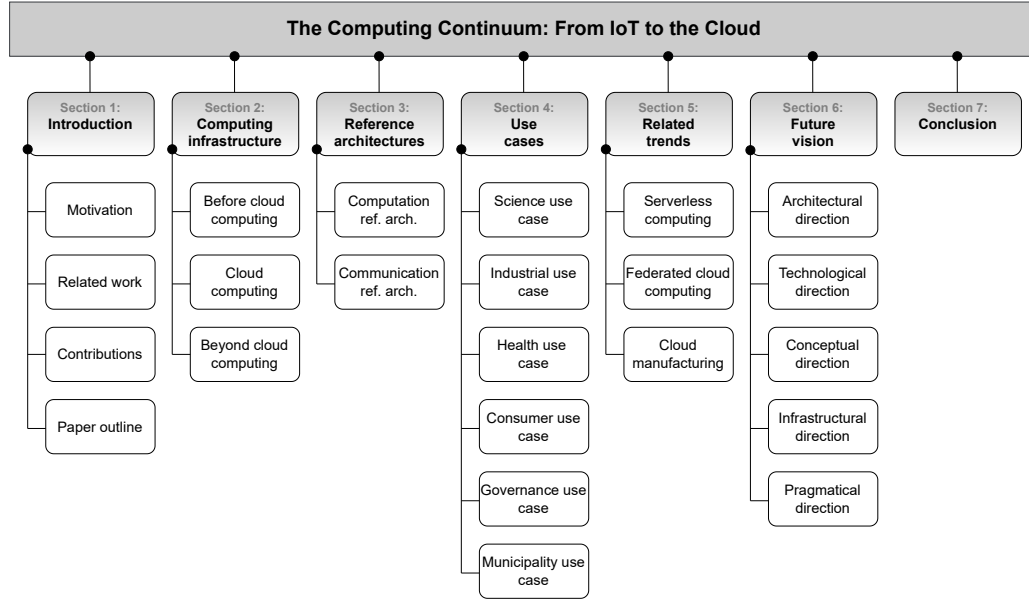 The Computing Continuum: From IoT to the Cloud
Section 1:
Introduction
Motivation
Related work
Contributions
Paper outline
Section 2:
Computing
infrastructure
Before cloud
computing
Cloud
computing
Beyond cloud
computing
Section 3:
Reference
architectures
Computation
ref. arch.
Communication
ref. arch.
Section 4:
Use
cases
Science use
case
Industrial use
case
Health use
case
Consumer use
case
Governance use
case
Municipality use
case
Section 5:
Related
trends
Serverless
computing
Federated cloud
computing
Cloud
manufacturing
Section 6:
Future
vision
Architectural
direction
Technological
direction
Conceptual
direction
Infrastructural
direction
Pragmatical
direction
Section 7:
Conclusion